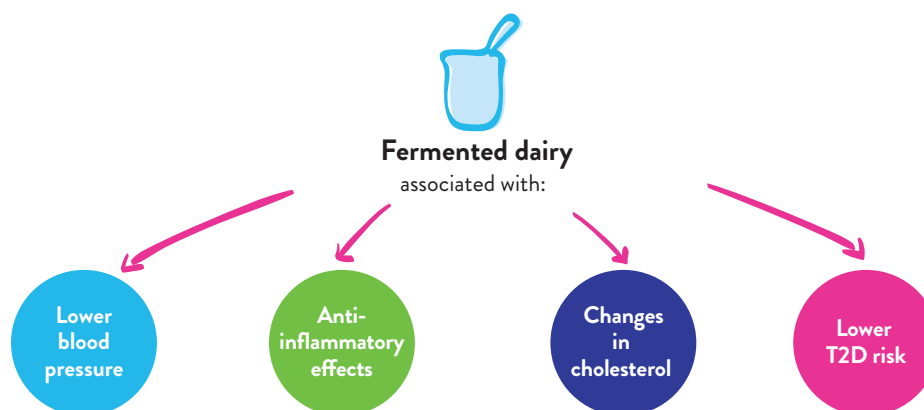 Fermented dairy
associated with:
Lower
blood
pressure
Anti-
inflammatory
effects
Changes
in
cholesterol
Lower
T2D risk